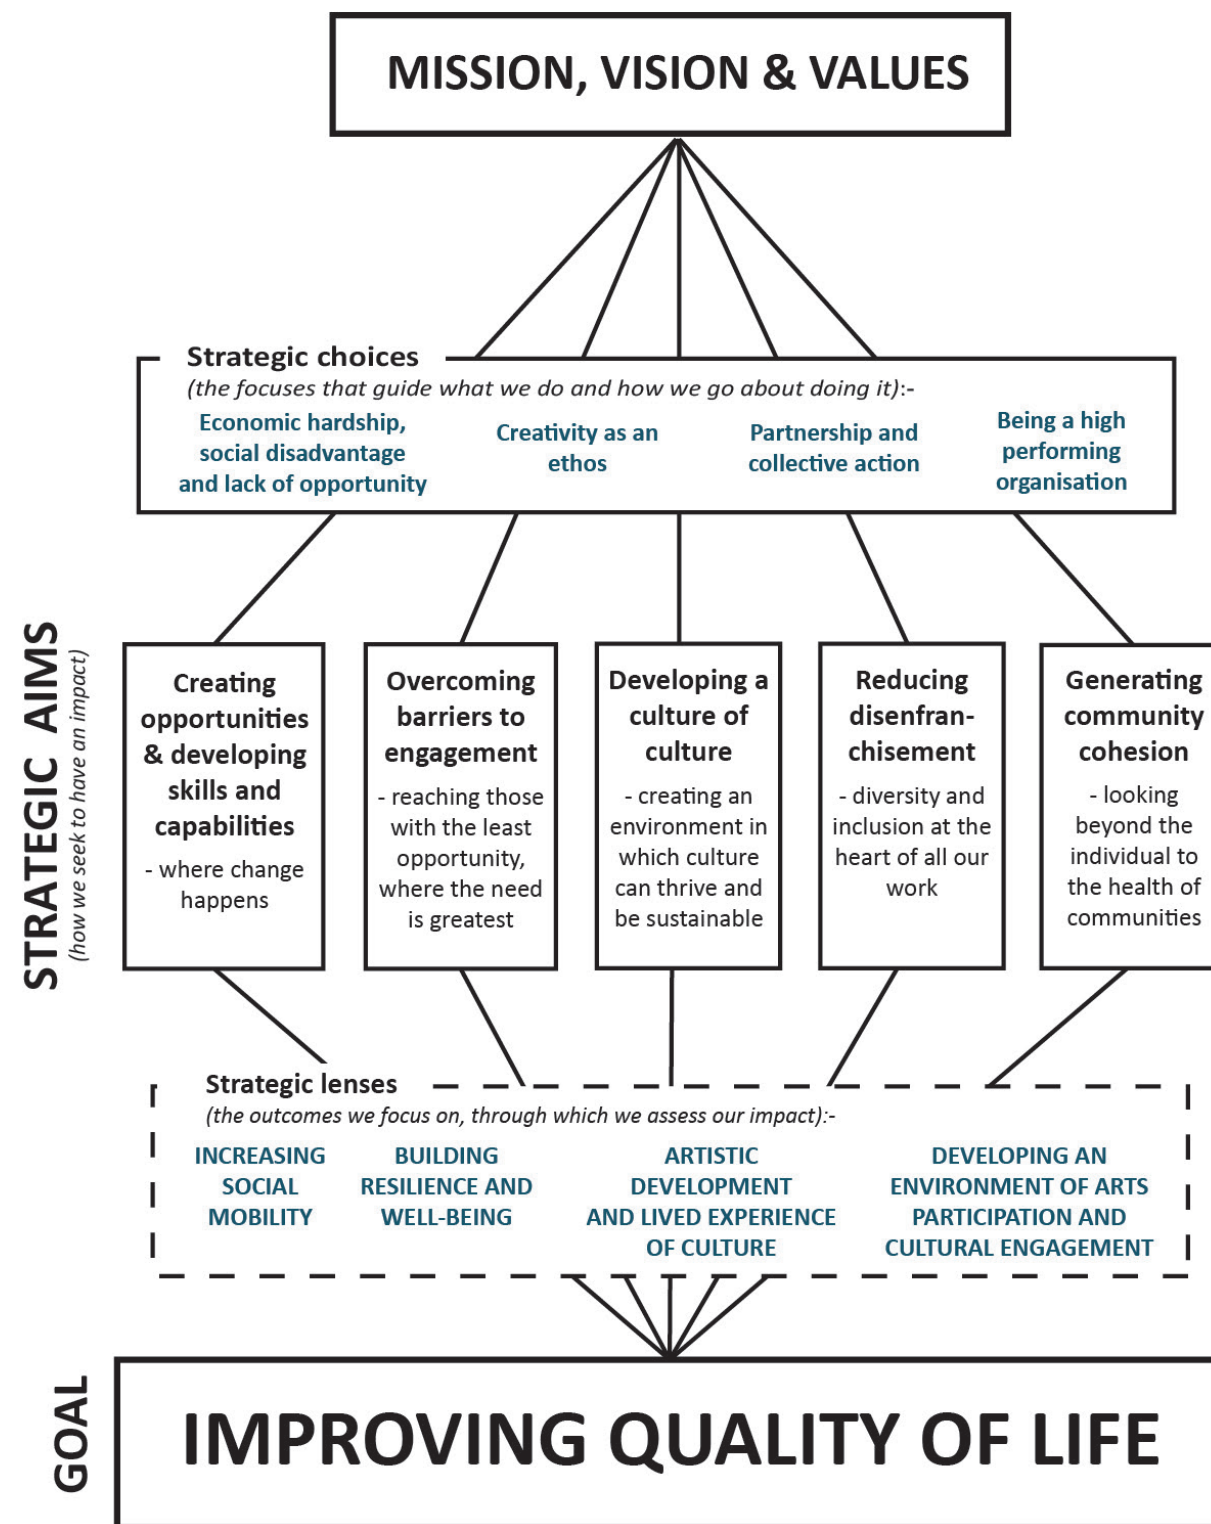 MISSION, VISION & VALUES
Strategic choices
(the focuses that guide what we do and how we go about doing it):-
Economic hardship,
social disadvantage
and lack of opportunity
Creativity as an
ethos
Partnership and
collective action
Being a high
performing
organisation
STRATEGIC AIMS
(how we seek to have an impact)
Creating
opportunities
& developing
skills and
capabilities
- where change
happens
Overcoming
barriers to
engagement
- reaching those
with the least
opportunity,
where the need
is greatest
Developing a
culture of
culture
- creating an
environment in
which culture
can thrive and
be sustainable
Reducing
disenfran-
chisement
- diversity and
inclusion at the
heart of all our
work
Generating
community
cohesion
- looking
beyond the
individual to
the health of
communities
Strategic lenses
(the outcomes we focus on, through which we assess our impact):-
INCREASING
SOCIAL
MOBILITY
BUILDING
RESILIENCE AND
WELL-BEING
ARTISTIC
DEVELOPMENT
AND LIVED EXPERIENCE
OF CULTURE
DEVELOPING AN
ENVIRONMENT OF ARTS
PARTICIPATION AND
CULTURAL ENGAGEMENT
GOAL
IMPROVING QUALITY OF LIFE